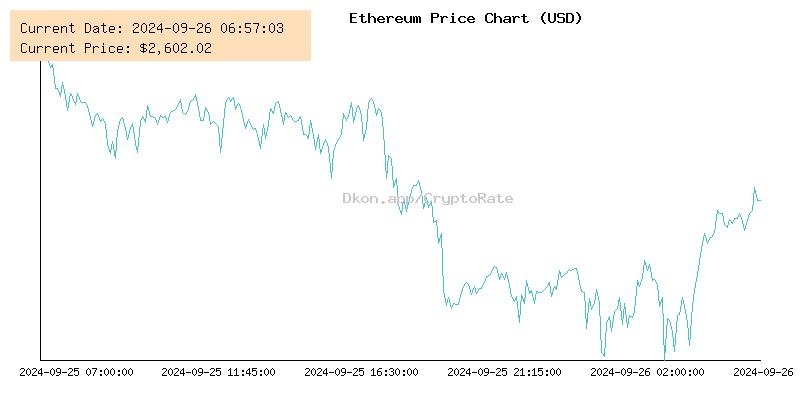 Ethereum Price Chart (USD)
Current Date: 2024-09-26 06:57:03
Current Price: $2,602.02
Dkon.app/CryptoRate
2024-09-25 07:00:00 2024-09-25 11:45:00 2024-09-25 16:30:00 2024-09-25 21:15:00 2024-09-26 02:00:00 2024-09-26